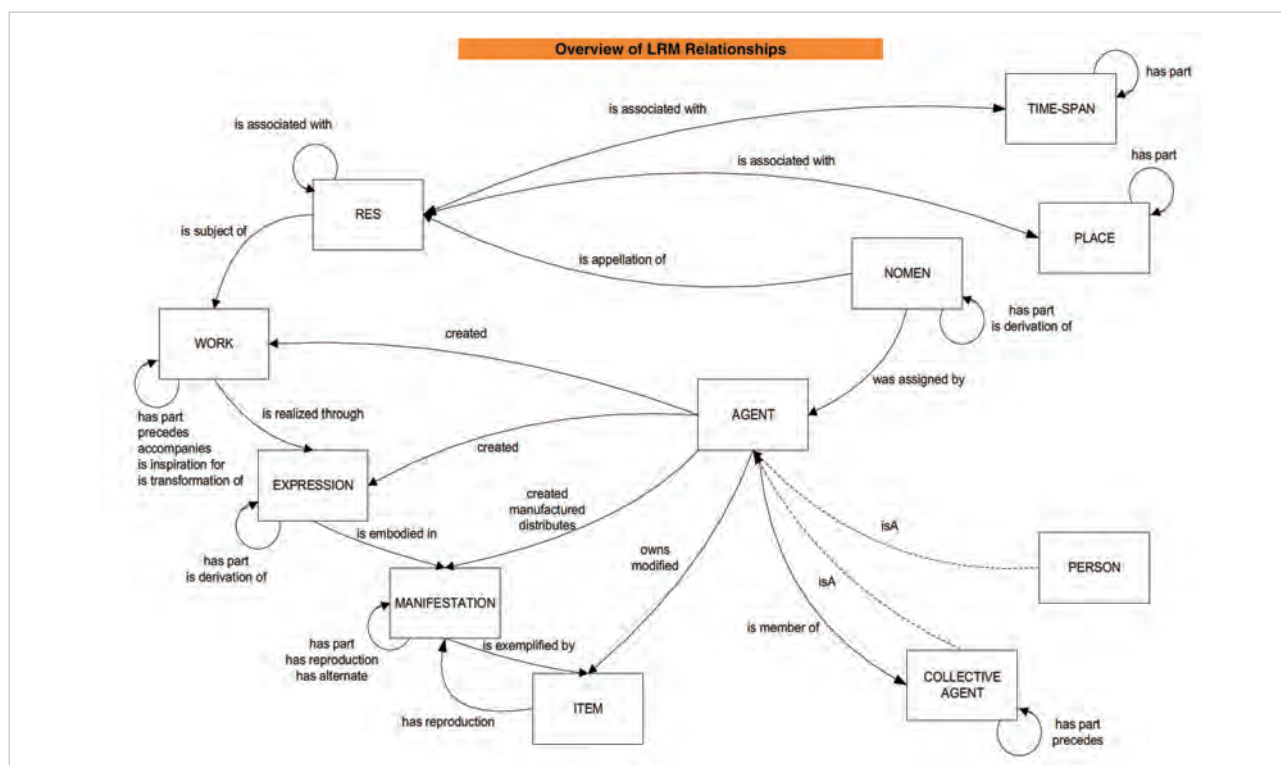 Overview of LRM Relationships
has part
TIME-SPAN
is associated with
is associated with
has part
is associated with
RES
PLACE
is subject of
is appellation of
NOMEN
has part
is derivation of
created
WORK
was assigned by
AGENT
is realized through
has part
precedes
accompanies
is inspiration for
is transformation of
created
EXPRESSION
created
manufactured
distributes
is embodied in
owns
modified
isA
has part
is derivation of
PERSON
isA
MANIFESTATION
is member of
has part
has reproduction
has alternate
is exemplified by
COLLECTIVE
AGENT
ITEM
has reproduction
has part
precedes